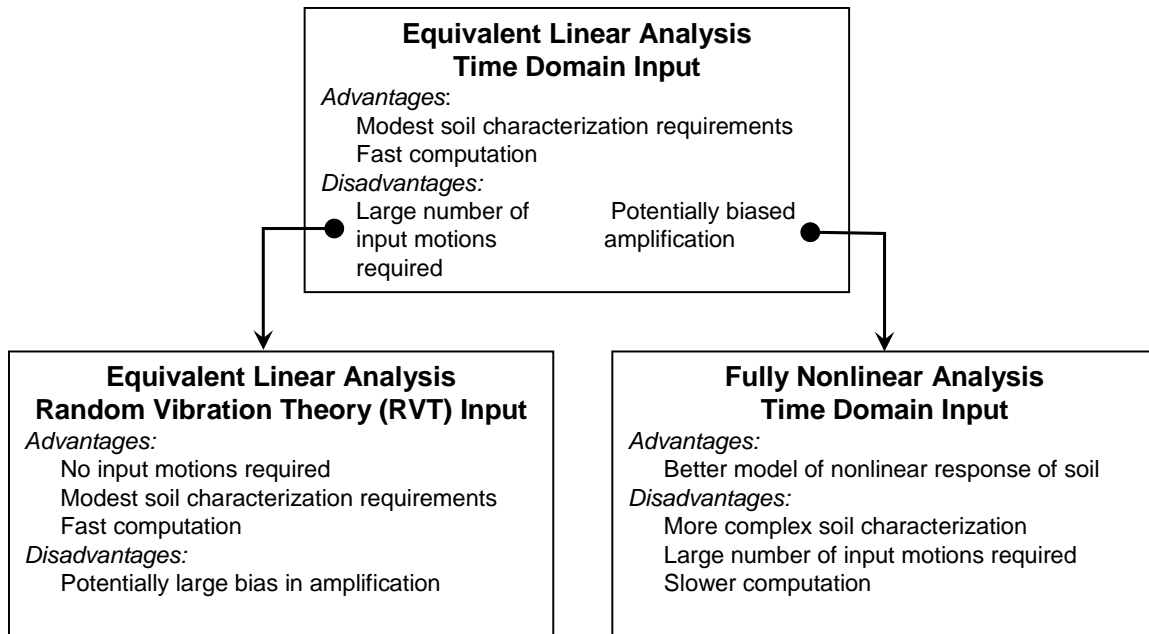 Equivalent Linear Analysis
Time Domain Input
Advantages:
Modest soil characterization requirements
Fast computation
Disadvantages:
Large number of
input motions
required
Potentially biased
amplification
Equivalent Linear Analysis
Random Vibration Theory (RVT) Input
Advantages:
No input motions required
Modest soil characterization requirements
Fast computation
Disadvantages:
Potentially large bias in amplification
Fully Nonlinear Analysis
Time Domain Input
Advantages:
Better model of nonlinear response of soil
Disadvantages:
More complex soil characterization
Large number of input motions required
Slower computation